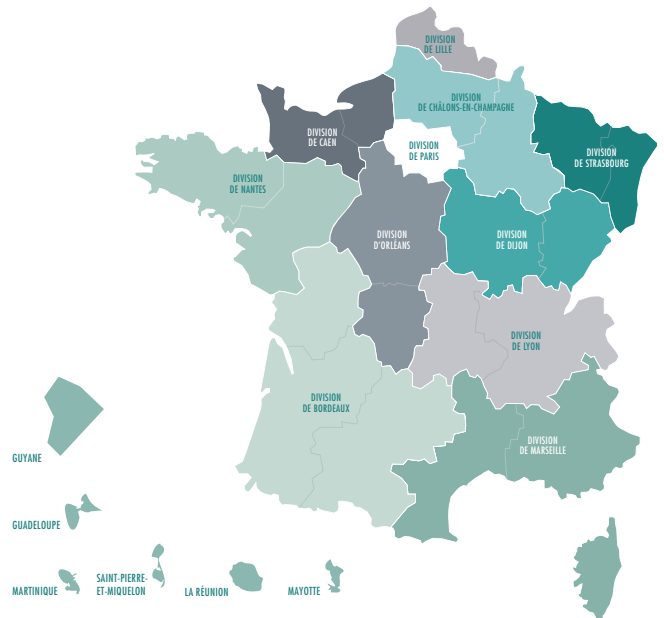 DIVISION
DE LILLE
DIVISION
DE CHÂLONS-EN-CHAMPAGNE
DIVISION
DE CAEN
DIVISION
DE PARIS
DIVISION
DE STRASBOURG
DIVISION
DE NANTES
DIVISION
D'ORLÉANS
DIVISION
DE DIJON
DIVISION
DE LYON
DIVISION
DE BORDEAUX
DIVISION
DE MARSEILLE
GUYANE
GUADELOUPE
MARTINIQUE
SAINT-PIERRE-
ET-MIQUELON
LA RÉUNION
MAYOTTE